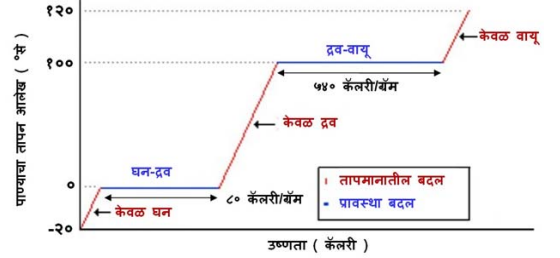 १२०
केवळ वायू
द्रव-वायू
१००
५४० कॅलरी/ग्रॅम
केवळ द्रव
पाण्याचा तापन आलेख ( °से )
घन-द्रव
०
८० कॅलरी/ग्रॅम
केवळ घन
-२०
तापमानातील बदल
प्रावस्था बदल
उष्णता ( कॅलरी )